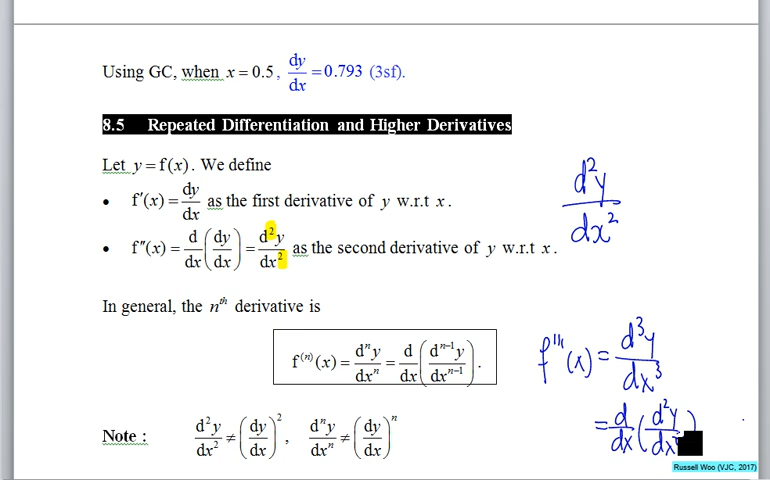 Using GC, when x = 0.5, dy/dx = 0.793 (3sf).
8.5 Repeated Differentiation and Higher Derivatives
Let y = f(x). We define
• f′(x) = dy/dx as the first derivative of y w.r.t x.
• f″(x) = d/dx (dy/dx) = d²y/dx² as the second derivative of y w.r.t x.
d²y/dx²
In general, the nᵗʰ derivative is
f⁽ⁿ⁾(x) = dⁿy/dxⁿ = d/dx (dⁿ⁻¹y/dxⁿ⁻¹).
f‴(x) = d³y/dx³
= d/dx (d²y/dx²)
Note : d²y/dx² ≠ (dy/dx)², dⁿy/dxⁿ ≠ (dy/dx)ⁿ
Russell Woo (VJC, 2017)